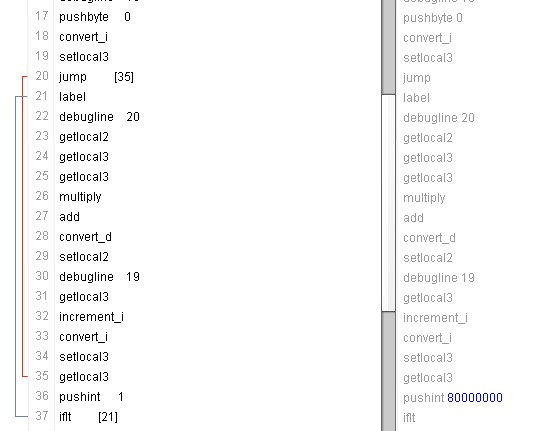 17 pushbyte 0
18 convert_i
19 setlocal3
20 jump [35]
21 label
22 debugline 20
23 getlocal2
24 getlocal3
25 getlocal3
26 multiply
27 add
28 convert_d
29 setlocal2
30 debugline 19
31 getlocal3
32 increment_i
33 convert_i
34 setlocal3
35 getlocal3
36 pushint 1
37 iflt [21]
pushbyte 0
convert_i
setlocal3
jump
label
debugline 20
getlocal2
getlocal3
getlocal3
multiply
add
convert_d
setlocal2
debugline 19
getlocal3
increment_i
convert_i
setlocal3
getlocal3
pushint 80000000
iflt